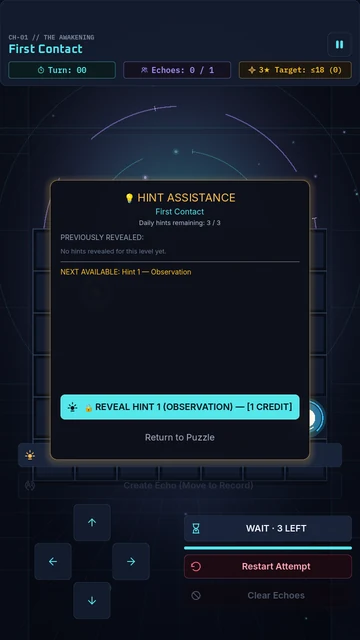 CH-01 // THE AWAKENING
First Contact
Turn: 00
Echoes: 0 / 1
3★ Target: ≤18 (0)
HINT ASSISTANCE
First Contact
Daily hints remaining: 3 / 3
PREVIOUSLY REVEALED:
No hints revealed for this level yet.
NEXT AVAILABLE: Hint 1 — Observation
REVEAL HINT 1 (OBSERVATION) — [1 CREDIT]
Return to Puzzle
Create Echo (Move to Record)
WAIT · 3 LEFT
Restart Attempt
Clear Echoes